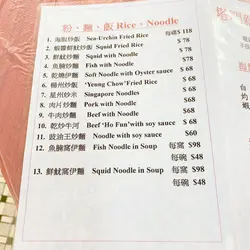 粉、麵、飯 Rice, Noodle
1. 海胆炒飯 Sea-Urchin Fried Rice 每碟 $ 118
2. 蝦醬鮮魷炒飯 Squid Fried Rice $ 78
3. 鮮魷炒麵 Squid with Noodle $ 78
4. 魚腩炒麵 Fish with Noodle $ 78
5. 乾燒伊麵 Soft Noodle with Oyster sauce $ 68
6. 楊州炒飯 'Yeung Chow' Fried Rice $ 68
7. 星州炒米 Singapore Noodles $ 68
8. 肉片炒麵 Pork with Noodle $ 68
9. 牛肉炒麵 Beef with Noodle $ 68
10. 乾炒牛河 Beef 'Ho Fun' with soy sauce $ 68
11. 豉油王炒麵 Noodle with soy sauce $60
12. 魚腩窩伊麵 Fish Noodle in Soup 每窩 $98
每碗 $48
13. 鮮魷窩伊麵 Squid Noodle in Soup 每窩 $98
每碗 $48